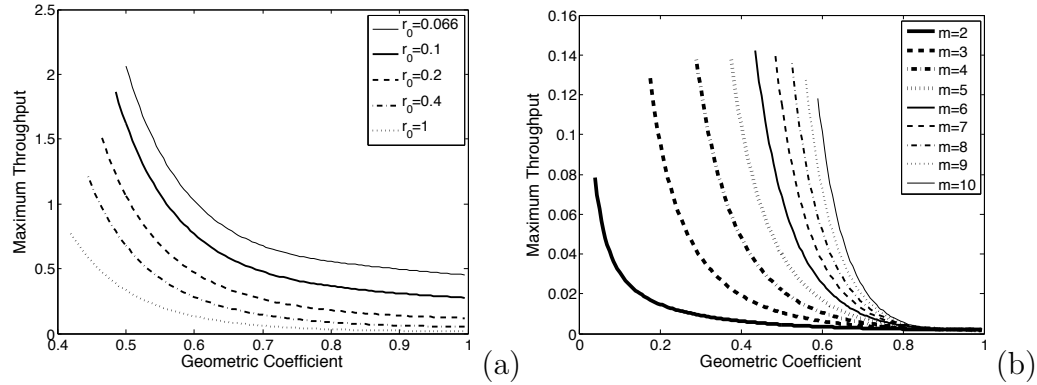 2.5
2
1.5
1
0.5
0
0.4
0.5
0.6
0.7
0.8
0.9
1
Maximum Throughput
Geometric Coefficient
r0=0.066
r0=0.1
r0=0.2
r0=0.4
r0=1
(a)
0.16
0.14
0.12
0.10
0.08
0.06
0.04
0.02
0
0
0.2
0.4
0.6
0.8
1
Maximum Throughput
Geometric Coefficient
m=2
m=3
m=4
m=5
m=6
m=7
m=8
m=9
m=10
(b)